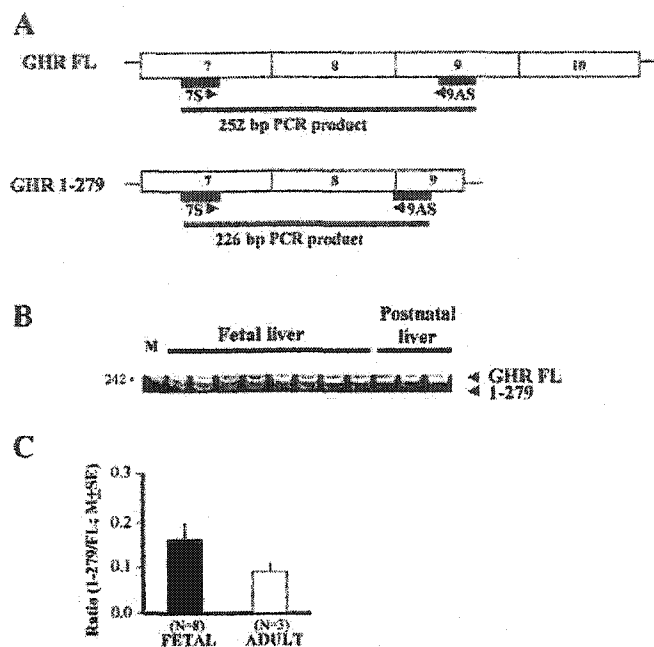 A
GHR FL
7 8 9 10
7S 9AS
252 bp PCR product
GHR 1-279
7 8 9
7S 9AS
226 bp PCR product
B
M Fetal liver Postnatal liver
242
GHR FL
1-279
C
Ratio (1-279/FL; M±SE)
0.3
0.2
0.1
0.0
(N=8) (N=3)
FETAL ADULT